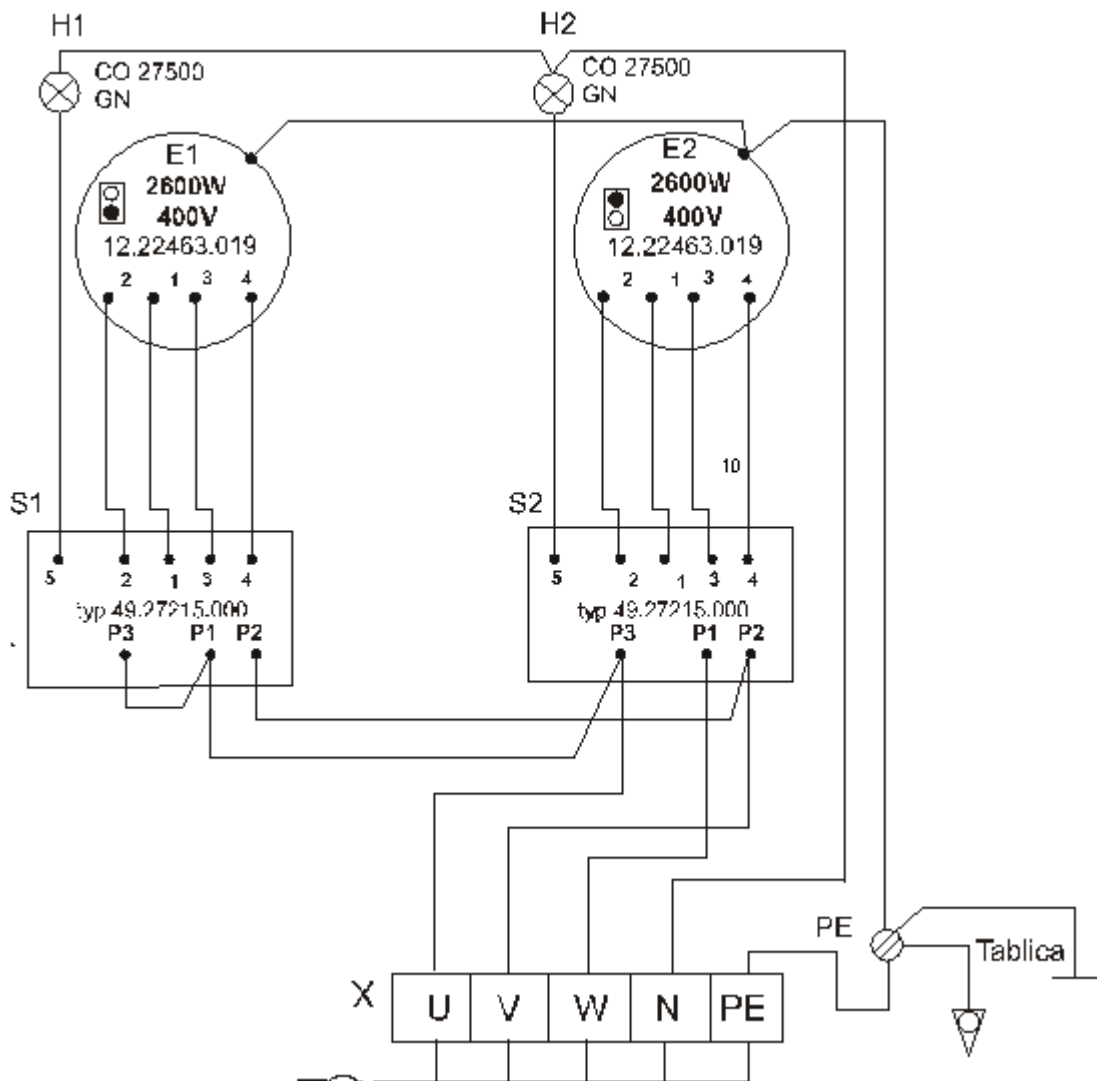 H1 H2
CO 27500 CO 27500
GN GN
E1 E2
2600W 2600W
400V 400V
12.22463.019 12.22463.019
2 1 3 4 2 1 3 4
10
S1 S2
5 2 1 3 4 5 2 1 3 4
typ 49.27215.000 typ 49.27215.000
P3 P1 P2 P3 P1 P2
PE
Tablica
X U V W N PE